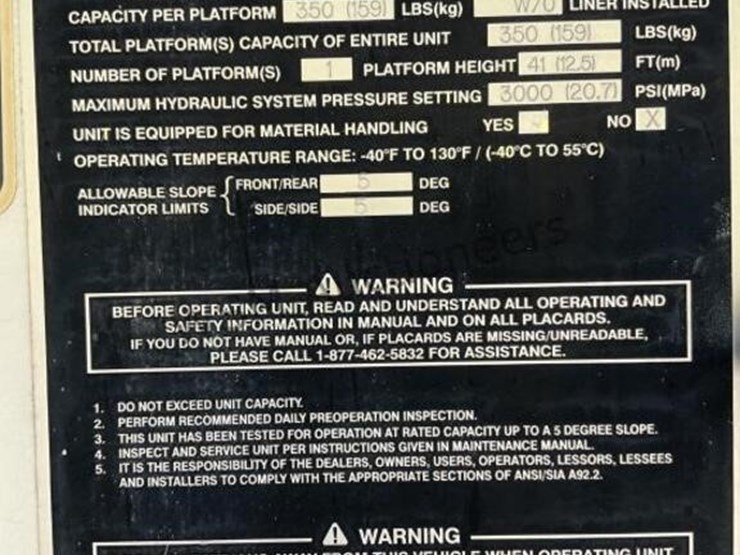 CAPACITY PER PLATFORM 350 (159) LBS(kg) W/O LINER INSTALLED
TOTAL PLATFORM(S) CAPACITY OF ENTIRE UNIT 350 (159) LBS(kg)
NUMBER OF PLATFORM(S) 1 PLATFORM HEIGHT 41 (12.5) FT(m)
MAXIMUM HYDRAULIC SYSTEM PRESSURE SETTING 3000 (20.7) PSI(MPa)
UNIT IS EQUIPPED FOR MATERIAL HANDLING YES NO X
OPERATING TEMPERATURE RANGE: -40°F TO 130°F / (-40°C TO 55°C)
ALLOWABLE SLOPE FRONT/REAR 5 DEG
INDICATOR LIMITS SIDE/SIDE 5 DEG
WARNING
BEFORE OPERATING UNIT, READ AND UNDERSTAND ALL OPERATING AND
SAFETY INFORMATION IN MANUAL AND ON ALL PLACARDS.
IF YOU DO NOT HAVE MANUAL OR, IF PLACARDS ARE MISSING/UNREADABLE,
PLEASE CALL 1-877-462-5832 FOR ASSISTANCE.
1. DO NOT EXCEED UNIT CAPACITY.
2. PERFORM RECOMMENDED DAILY PREOPERATION INSPECTION.
3. THIS UNIT HAS BEEN TESTED FOR OPERATION AT RATED CAPACITY UP TO A 5 DEGREE SLOPE.
4. INSPECT AND SERVICE UNIT PER INSTRUCTIONS GIVEN IN MAINTENANCE MANUAL.
5. IT IS THE RESPONSIBILITY OF THE DEALERS, OWNERS, USERS, OPERATORS, LESSORS, LESSEES
AND INSTALLERS TO COMPLY WITH THE APPROPRIATE SECTIONS OF ANSI/SIA A92.2.
WARNING
FROM THIS VEHICLE WHEN OPERATING UNIT